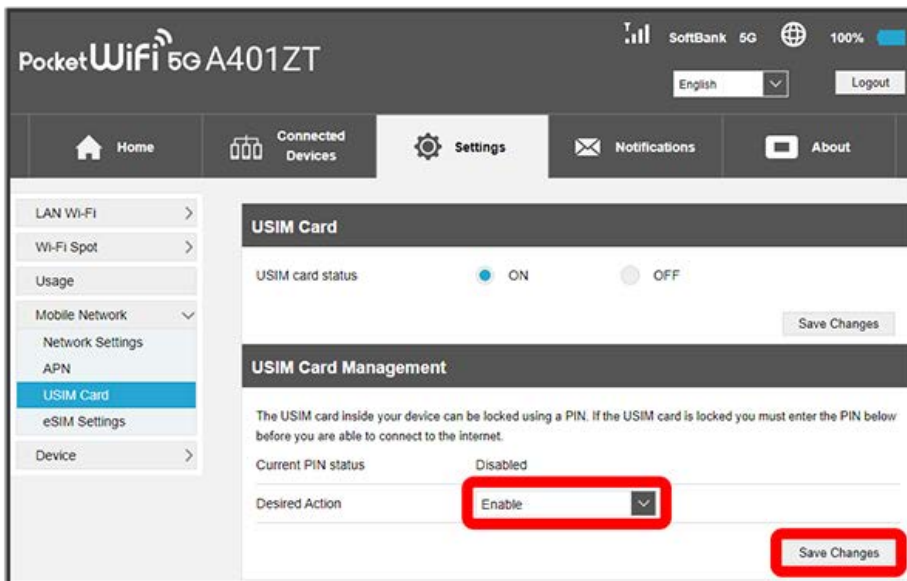 SoftBank 5G 100%
Pocket WiFi 5G A401ZT
English Logout
Home Connected Devices Settings Notifications About
LAN Wi-Fi
Wi-Fi Spot
Usage
Mobile Network
Network Settings
APN
USIM Card
eSIM Settings
Device
USIM Card
USIM card status ON OFF
Save Changes
USIM Card Management
The USIM card inside your device can be locked using a PIN. If the USIM card is locked you must enter the PIN below
before you are able to connect to the internet.
Current PIN status Disabled
Desired Action Enable
Save Changes